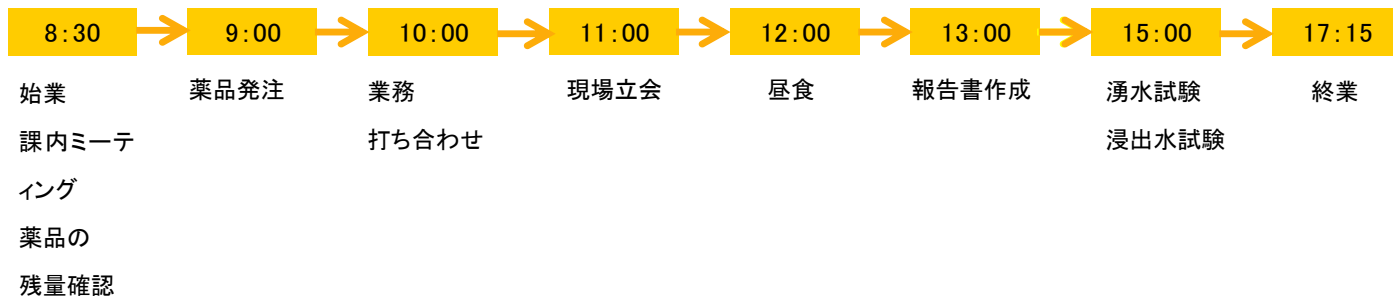 8:30
9:00
10:00
11:00
12:00
13:00
15:00
17:15
始業
課内ミーテ
ィング
薬品の
残量確認
薬品発注
業務
打ち合わせ
現場立会
昼食
報告書作成
湧水試験
浸出水試験
終業